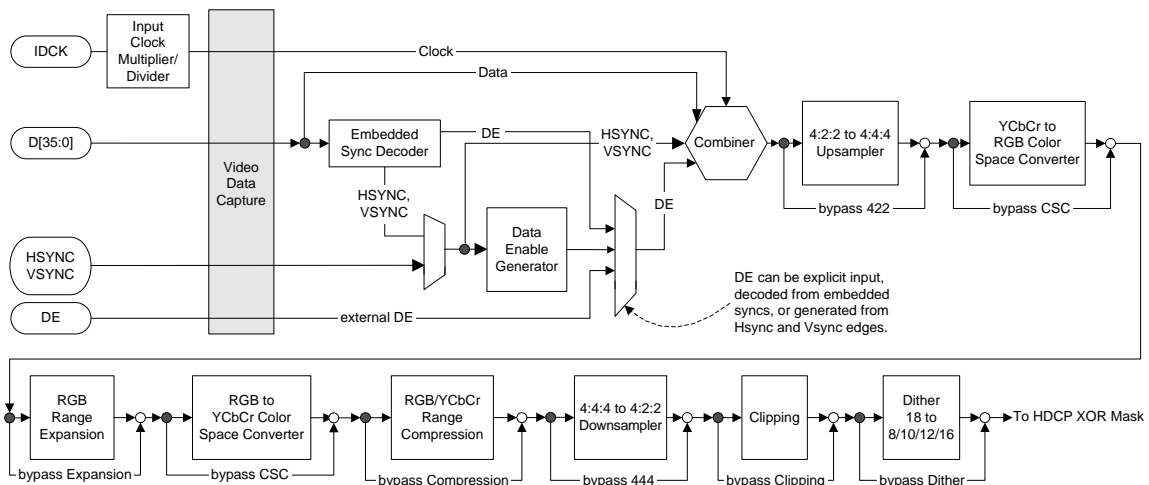 IDCK
Input
Clock
Multiplier/
Divider
Clock
Data
D[35:0]
Embedded
Sync Decoder
DE
HSYNC,
VSYNC
Combiner
4:2:2 to 4:4:4
Upsampler
YCbCr to
RGB Color
Space Converter
Video
Data
Capture
HSYNC,
VSYNC
DE
bypass 422
bypass CSC
Data
Enable
Generator
HSYNC
VSYNC
DE
external DE
DE can be explicit input,
decoded from embedded
syncs, or generated from
Hsync and Vsync edges.
RGB
Range
Expansion
RGB to
YCbCr Color
Space Converter
RGB/YCbCr
Range
Compression
4:4:4 to 4:2:2
Downsampler
Clipping
Dither
18 to
8/10/12/16
To HDCP XOR Mask
bypass Expansion
bypass CSC
bypass Compression
bypass 444
bypass Clipping
bypass Dither